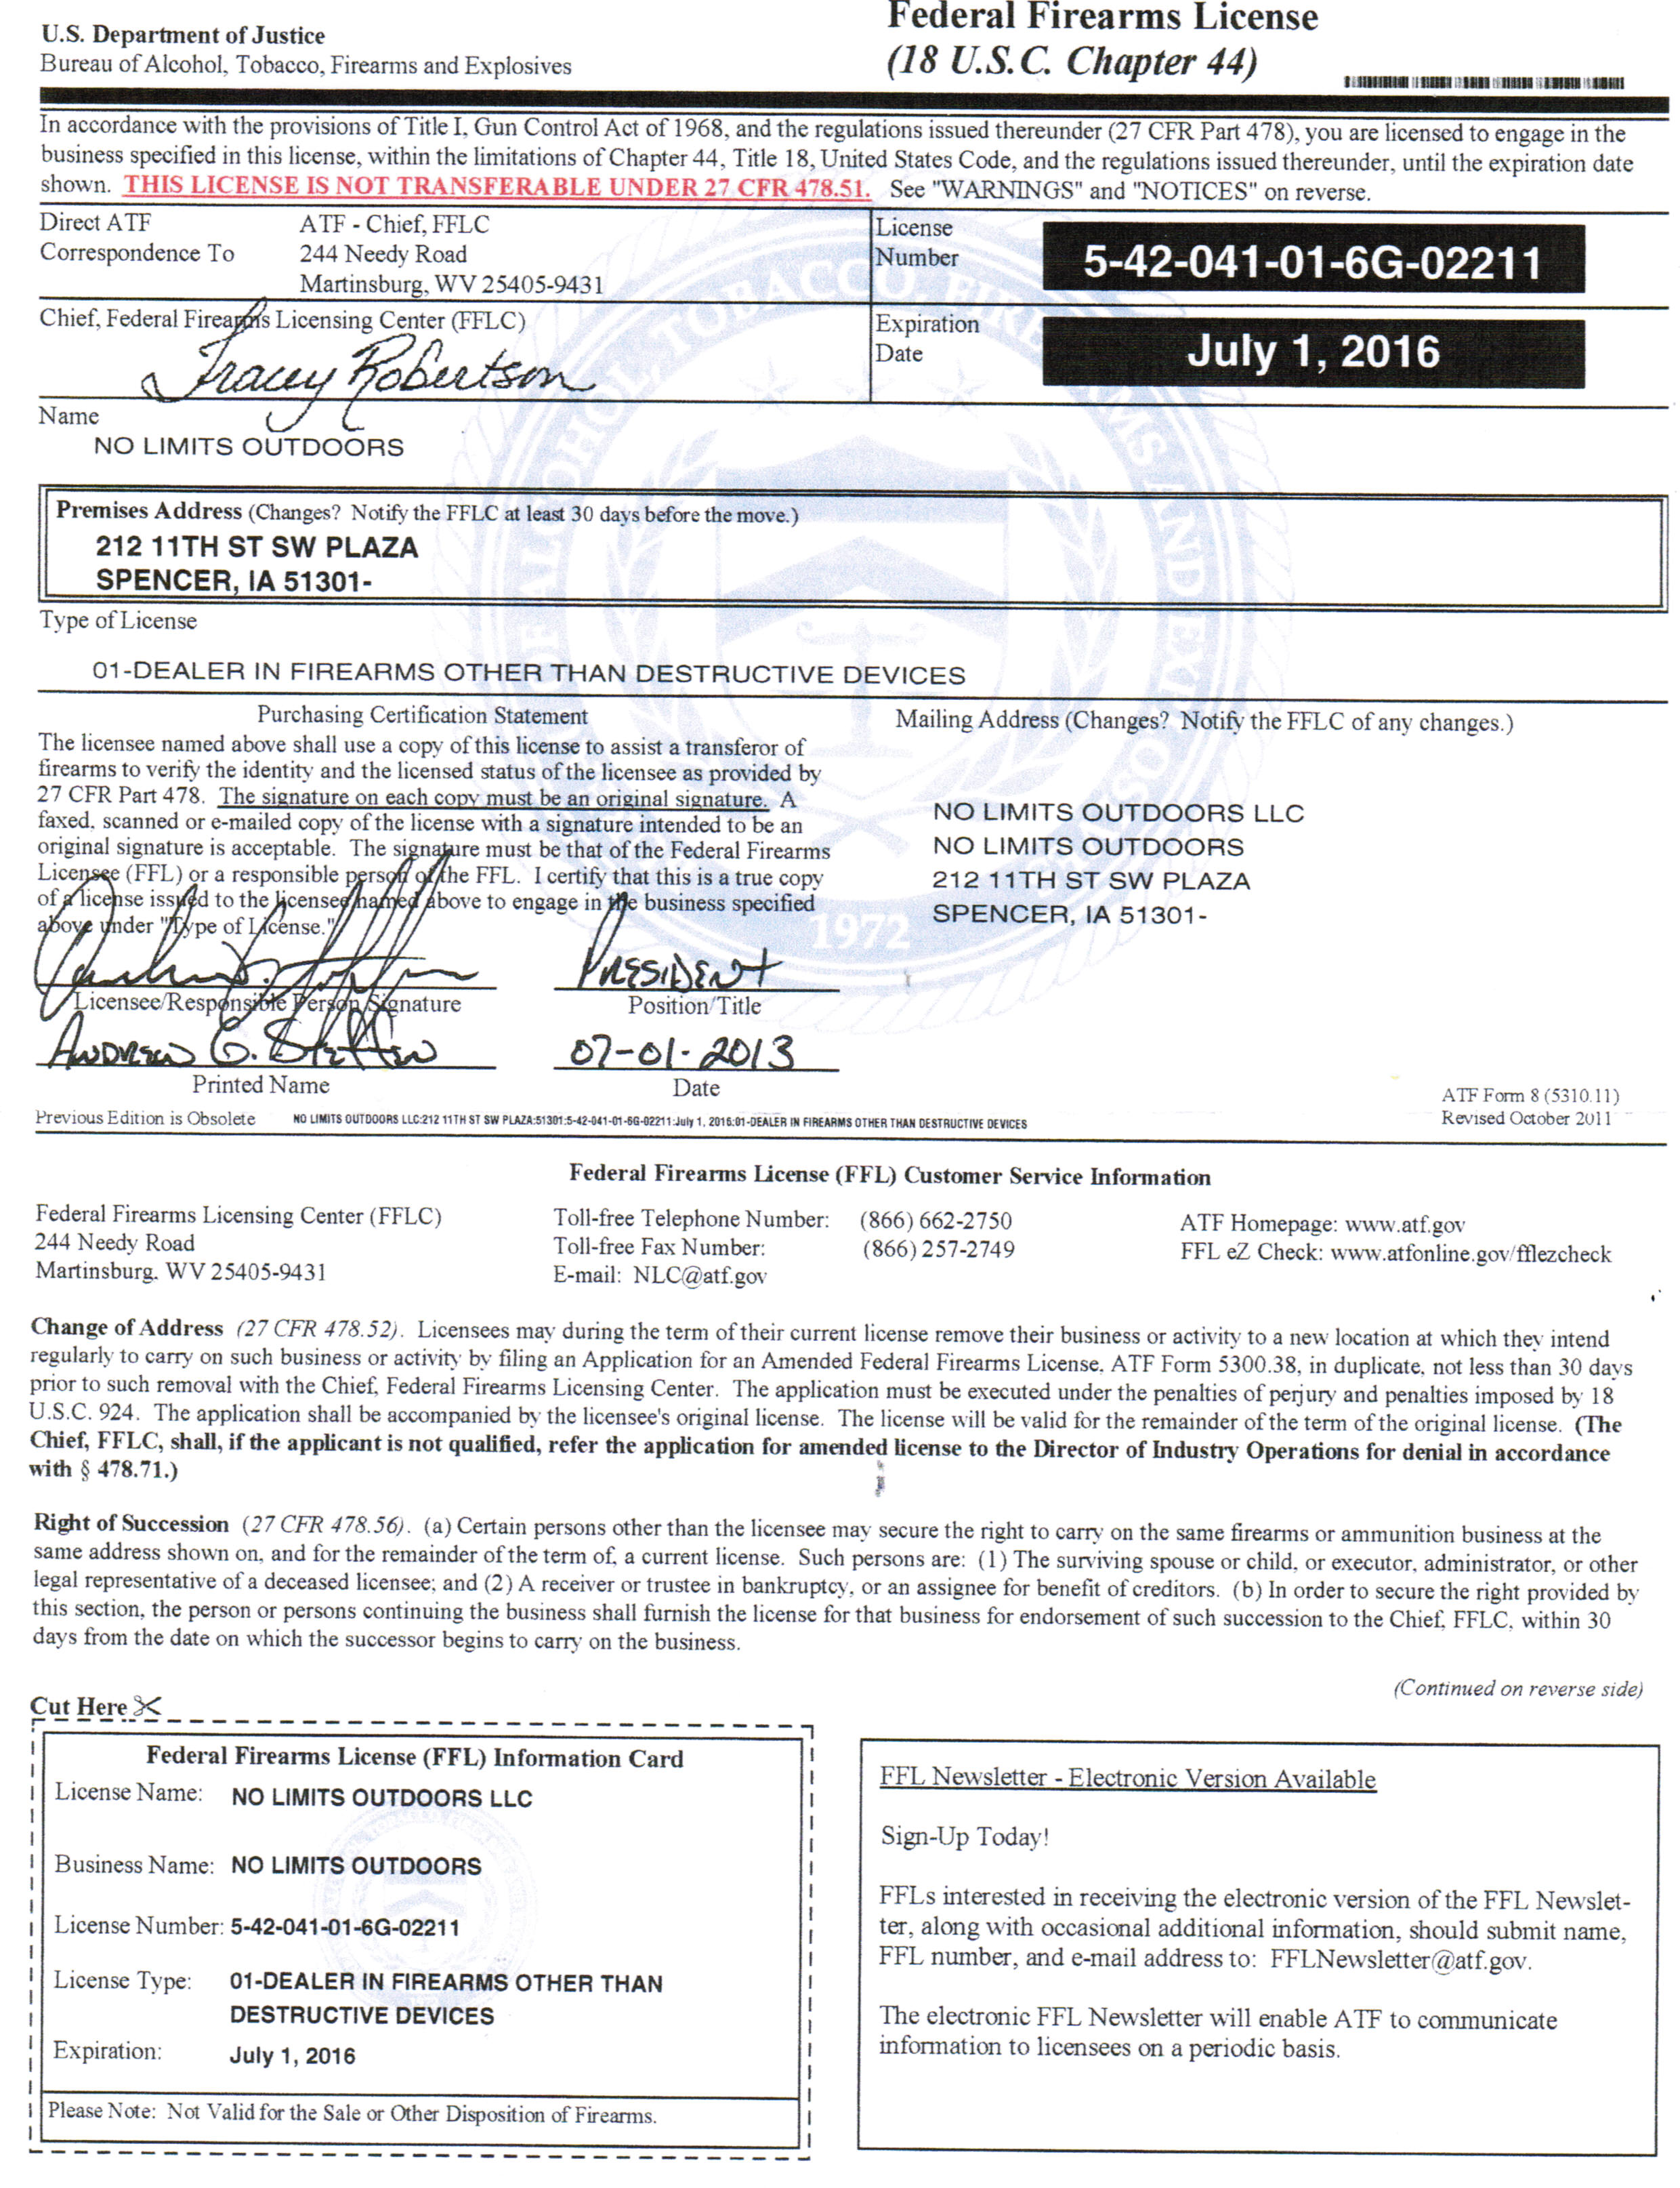 U.S. Department of Justice
Bureau of Alcohol, Tobacco, Firearms and Explosives
Federal Firearms License
(18 U.S.C. Chapter 44)
In accordance with the provisions of Title I, Gun Control Act of 1968, and the regulations issued thereunder (27 CFR Part 478), you are licensed to engage in the
business specified in this license, within the limitations of Chapter 44, Title 18, United States Code, and the regulations issued thereunder, until the expiration date
shown. THIS LICENSE IS NOT TRANSFERABLE UNDER 27 CFR 478.51. See "WARNINGS" and "NOTICES" on reverse.
Direct ATF
Correspondence To
ATF - Chief, FFLC
244 Needy Road
Martinsburg, WV 25405-9431
License
Number
5-42-041-01-6G-02211
Chief, Federal Firearms Licensing Center (FFLC)
Tracey Robertson
Expiration
Date
July 1, 2016
Name
NO LIMITS OUTDOORS
Premises Address (Changes? Notify the FFLC at least 30 days before the move.)
212 11TH ST SW PLAZA
SPENCER, IA 51301-
Type of License
01-DEALER IN FIREARMS OTHER THAN DESTRUCTIVE DEVICES
Purchasing Certification Statement
The licensee named above shall use a copy of this license to assist a transferor of
firearms to verify the identity and the licensed status of the licensee as provided by
27 CFR Part 478. The signature on each copy must be an original signature. A
faxed, scanned or e-mailed copy of the license with a signature intended to be an
original signature is acceptable. The signature must be that of the Federal Firearms
Licensee (FFL) or a responsible person of the FFL. I certify that this is a true copy
of a license issued to the licensee named above to engage in the business specified
above under "Type of License."
Mailing Address (Changes? Notify the FFLC of any changes.)
NO LIMITS OUTDOORS LLC
NO LIMITS OUTDOORS
212 11TH ST SW PLAZA
SPENCER, IA 51301-
1972
PRESIDENT
Licensee/Responsible Person Signature
Position/Title
ANDREW G. Steffen
07-01-2013
Printed Name
Date
ATF Form 8 (5310.11)
Revised October 2011
Previous Edition is Obsolete
NO LIMITS OUTDOORS LLC:212 11TH ST SW PLAZA:51301:5-42-041-01-6G-02211:July 1, 2016:01-DEALER IN FIREARMS OTHER THAN DESTRUCTIVE DEVICES
Federal Firearms License (FFL) Customer Service Information
Federal Firearms Licensing Center (FFLC)
244 Needy Road
Martinsburg. WV 25405-9431
Toll-free Telephone Number: (866) 662-2750
Toll-free Fax Number: (866) 257-2749
E-mail: NLC@atf.gov
ATF Homepage: www.atf.gov
FFL eZ Check: www.atfonline.gov/fflezcheck
Change of Address (27 CFR 478.52). Licensees may during the term of their current license remove their business or activity to a new location at which they intend
regularly to carry on such business or activity by filing an Application for an Amended Federal Firearms License, ATF Form 5300.38, in duplicate, not less than 30 days
prior to such removal with the Chief, Federal Firearms Licensing Center. The application must be executed under the penalties of perjury and penalties imposed by 18
U.S.C. 924. The application shall be accompanied by the licensee's original license. The license will be valid for the remainder of the term of the original license. (The
Chief, FFLC, shall, if the applicant is not qualified, refer the application for amended license to the Director of Industry Operations for denial in accordance
with § 478.71.)
Right of Succession (27 CFR 478.56). (a) Certain persons other than the licensee may secure the right to carry on the same firearms or ammunition business at the
same address shown on, and for the remainder of the term of, a current license. Such persons are: (1) The surviving spouse or child, or executor, administrator, or other
legal representative of a deceased licensee; and (2) A receiver or trustee in bankruptcy, or an assignee for benefit of creditors. (b) In order to secure the right provided by
this section, the person or persons continuing the business shall furnish the license for that business for endorsement of such succession to the Chief, FFLC, within 30
days from the date on which the successor begins to carry on the business.
(Continued on reverse side)
Cut Here
Federal Firearms License (FFL) Information Card
License Name: NO LIMITS OUTDOORS LLC
Business Name: NO LIMITS OUTDOORS
License Number: 5-42-041-01-6G-02211
License Type: 01-DEALER IN FIREARMS OTHER THAN
DESTRUCTIVE DEVICES
Expiration: July 1, 2016
Please Note: Not Valid for the Sale or Other Disposition of Firearms.
FFL Newsletter - Electronic Version Available
Sign-Up Today!
FFLs interested in receiving the electronic version of the FFL Newslet-
ter, along with occasional additional information, should submit name,
FFL number, and e-mail address to: FFLNewsletter@atf.gov.
The electronic FFL Newsletter will enable ATF to communicate
information to licensees on a periodic basis.